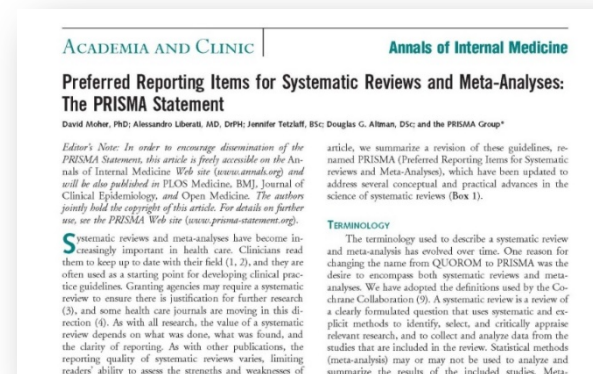 ACADEMIA AND CLINIC
Annals of Internal Medicine
Preferred Reporting Items for Systematic Reviews and Meta-Analyses:
The PRISMA Statement
David Moher, PhD; Alessandro Liberati, MD, DrPH; Jennifer Tetzlaff, BSc; Douglas G. Altman, DSc; and the PRISMA Group*
Editor's Note: In order to encourage dissemination of the
PRISMA Statement, this article is freely accessible on the An-
nals of Internal Medicine Web site (www.annals.org) and
will be also published in PLOS Medicine, BMJ, Journal of
Clinical Epidemiology, and Open Medicine. The authors
jointly hold the copyright of this article. For details on further
use, see the PRISMA Web site (www.prisma-statement.org).
Systematic reviews and meta-analyses have become in-
creasingly important in health care. Clinicians read
them to keep up to date with their field (1, 2), and they are
often used as a starting point for developing clinical prac-
tice guidelines. Granting agencies may require a systematic
review to ensure there is justification for further research
(3), and some health care journals are moving in this di-
rection (4). As with all research, the value of a systematic
review depends on what was done, what was found, and
the clarity of reporting. As with other publications, the
reporting quality of systematic reviews varies, limiting
readers' ability to assess the strengths and weaknesses of
article, we summarize a revision of these guidelines, re-
named PRISMA (Preferred Reporting Items for Systematic
reviews and Meta-Analyses), which have been updated to
address several conceptual and practical advances in the
science of systematic reviews (Box 1).
TERMINOLOGY
The terminology used to describe a systematic review
and meta-analysis has evolved over time. One reason for
changing the name from QUOROM to PRISMA was the
desire to encompass both systematic reviews and meta-
analyses. We have adopted the definitions used by the Co-
chrane Collaboration (9). A systematic review is a review of
a clearly formulated question that uses systematic and ex-
plicit methods to identify, select, and critically appraise
relevant research, and to collect and analyze data from the
studies that are included in the review. Statistical methods
(meta-analysis) may or may not be used to analyze and
summarize the results of the included studies. Meta-